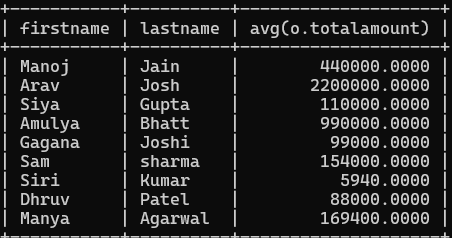 | firstname | lastname | avg(o.totalamount) |
| Manoj | Jain | 440000.0000 |
| Arav | Josh | 2200000.0000 |
| Siya | Gupta | 110000.0000 |
| Amulya | Bhatt | 990000.0000 |
| Gagana | Joshi | 99000.0000 |
| Sam | sharma | 154000.0000 |
| Siri | Kumar | 5940.0000 |
| Dhruv | Patel | 88000.0000 |
| Manya | Agarwal | 169400.0000 |